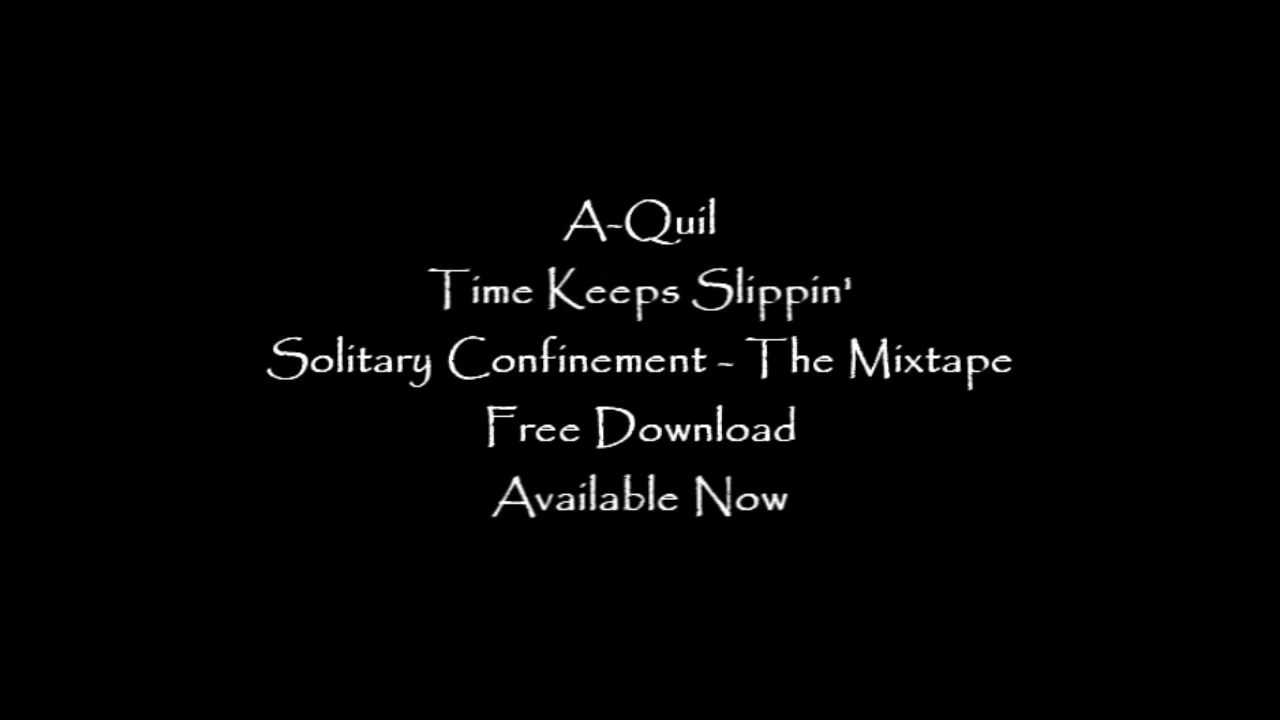 A-Quil
Time Keeps Slippin'
Solitary Confinement - The Mixtape
Free Download
Available Now